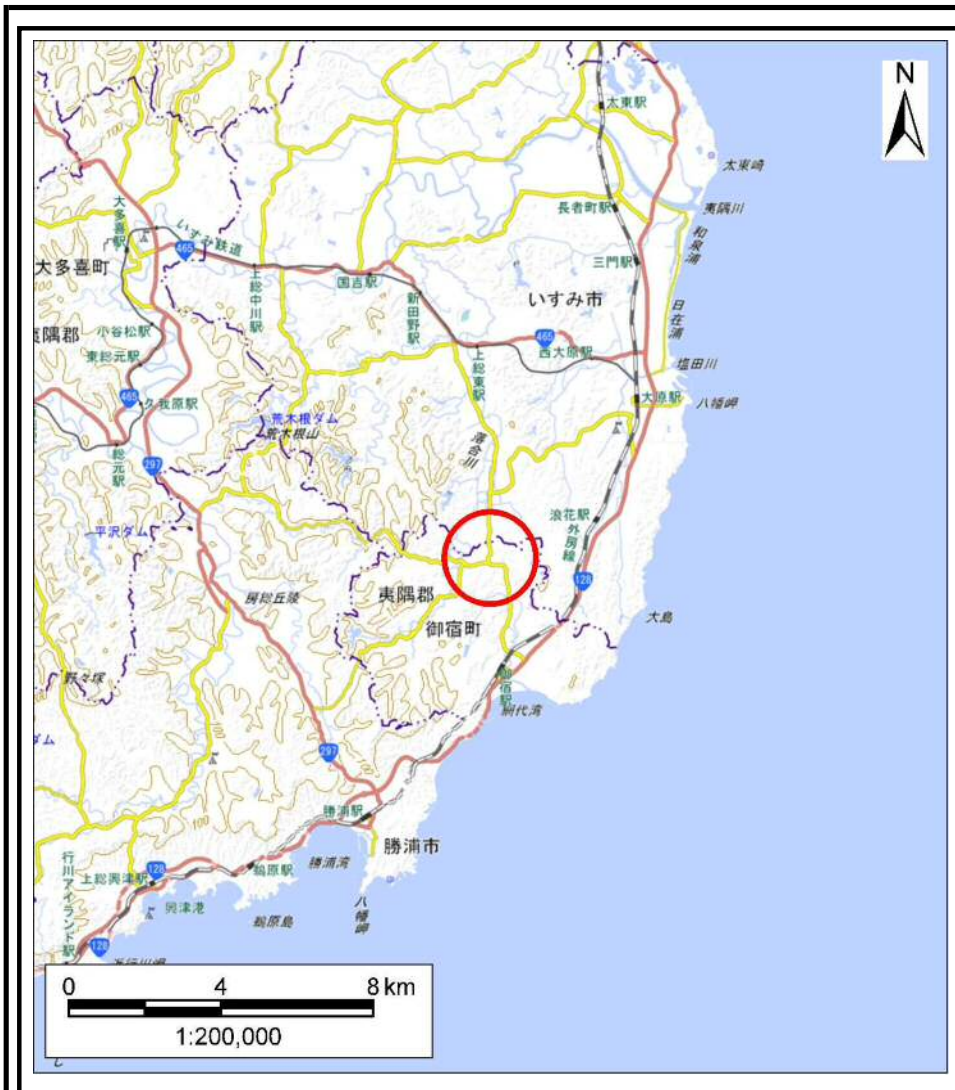 N
太東駅
太東崎
長者町駅
夷隅川
和泉浦
大多喜駅
いすみ鉄道
465
大多喜町
上総中川駅
国吉駅
三門駅
新田野駅
いすみ市
日在浦
小谷松駅
夷隅郡
東総元駅
465
上総東駅
西大原駅
塩田川
465
久我原駅
大原駅
八幡岬
荒木根ダム
荒木根山
落合川
総元駅
297
平沢ダム
浪花駅
外房線
128
房総丘陵
夷隅郡
大島
御宿町
野々塚
御宿駅
網代湾
ダム
297
勝浦駅
勝浦市
行川アイランド駅
128
上総興津駅
鵜原駅
勝浦湾
八幡岬
興津港
鵜原島
128
0
4
8 km
1:200,000